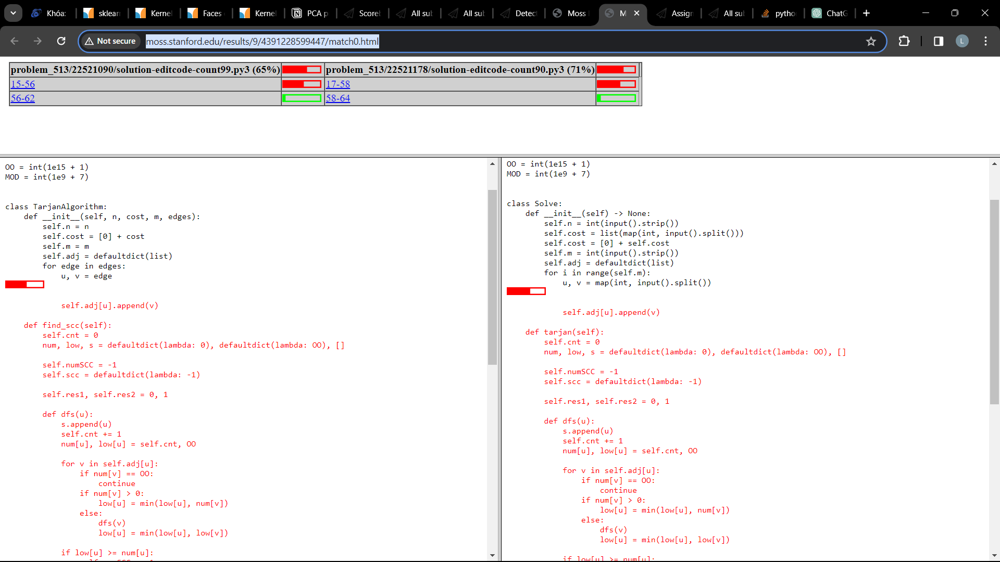 Khóa:
sklear
Kernel
Faces
Kernel
PCA p
Scorel
All sub
All sub
Detec
Moss
M
Assign
All sub
pytho
ChatG
Not secure
moss.stanford.edu/results/9/4391228599447/match0.html
L
problem_513/22521090/solution-editcode-count99.py3 (65%)
problem_513/22521178/solution-editcode-count90.py3 (71%)
15-56
17-58
56-62
58-64
OO = int(1e15 + 1)
MOD = int(1e9 + 7)
class TarjanAlgorithm:
def __init__(self, n, cost, m, edges):
self.n = n
self.cost = [0] + cost
self.m = m
self.adj = defaultdict(list)
for edge in edges:
u, v = edge
self.adj[u].append(v)
def find_scc(self):
self.cnt = 0
num, low, s = defaultdict(lambda: 0), defaultdict(lambda: OO), []
self.numSCC = -1
self.scc = defaultdict(lambda: -1)
self.res1, self.res2 = 0, 1
def dfs(u):
s.append(u)
self.cnt += 1
num[u], low[u] = self.cnt, OO
for v in self.adj[u]:
if num[v] == OO:
continue
if num[v] > 0:
low[u] = min(low[u], num[v])
else:
dfs(v)
low[u] = min(low[u], low[v])
if low[u] >= num[u]:
OO = int(1e15 + 1)
MOD = int(1e9 + 7)
class Solve:
def __init__(self) -> None:
self.n = int(input().strip())
self.cost = list(map(int, input().split()))
self.cost = [0] + self.cost
self.m = int(input().strip())
self.adj = defaultdict(list)
for i in range(self.m):
u, v = map(int, input().split())
self.adj[u].append(v)
def tarjan(self):
self.cnt = 0
num, low, s = defaultdict(lambda: 0), defaultdict(lambda: OO), []
self.numSCC = -1
self.scc = defaultdict(lambda: -1)
self.res1, self.res2 = 0, 1
def dfs(u):
s.append(u)
self.cnt += 1
num[u], low[u] = self.cnt, OO
for v in self.adj[u]:
if num[v] == OO:
continue
if num[v] > 0:
low[u] = min(low[u], num[v])
else:
dfs(v)
low[u] = min(low[u], low[v])
if low[u] >= num[u]: